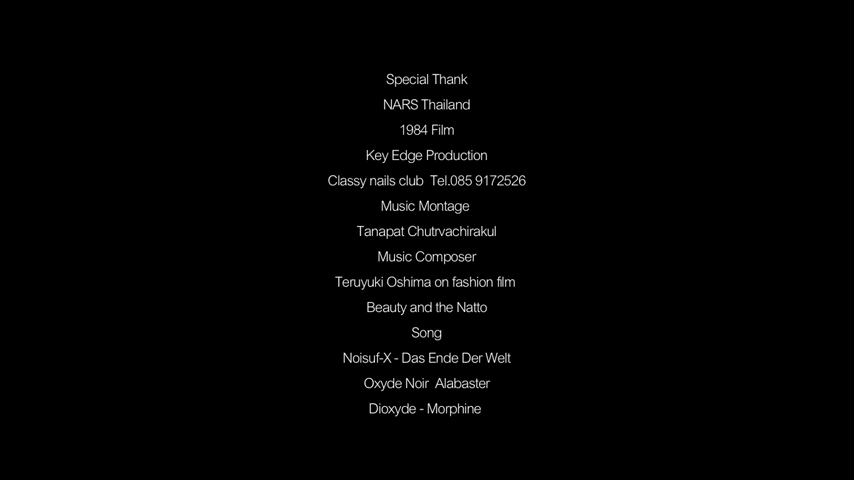 Special Thank
NARS Thailand
1984 Film
Key Edge Production
Classy nails club  Tel.085 9172526
Music Montage
Tanapat Chutrvachirakul
Music Composer
Teruyuki Oshima on fashion film
Beauty and the Natto
Song
Noisuf-X - Das Ende Der Welt
Oxyde Noir  Alabaster
Dioxyde - Morphine